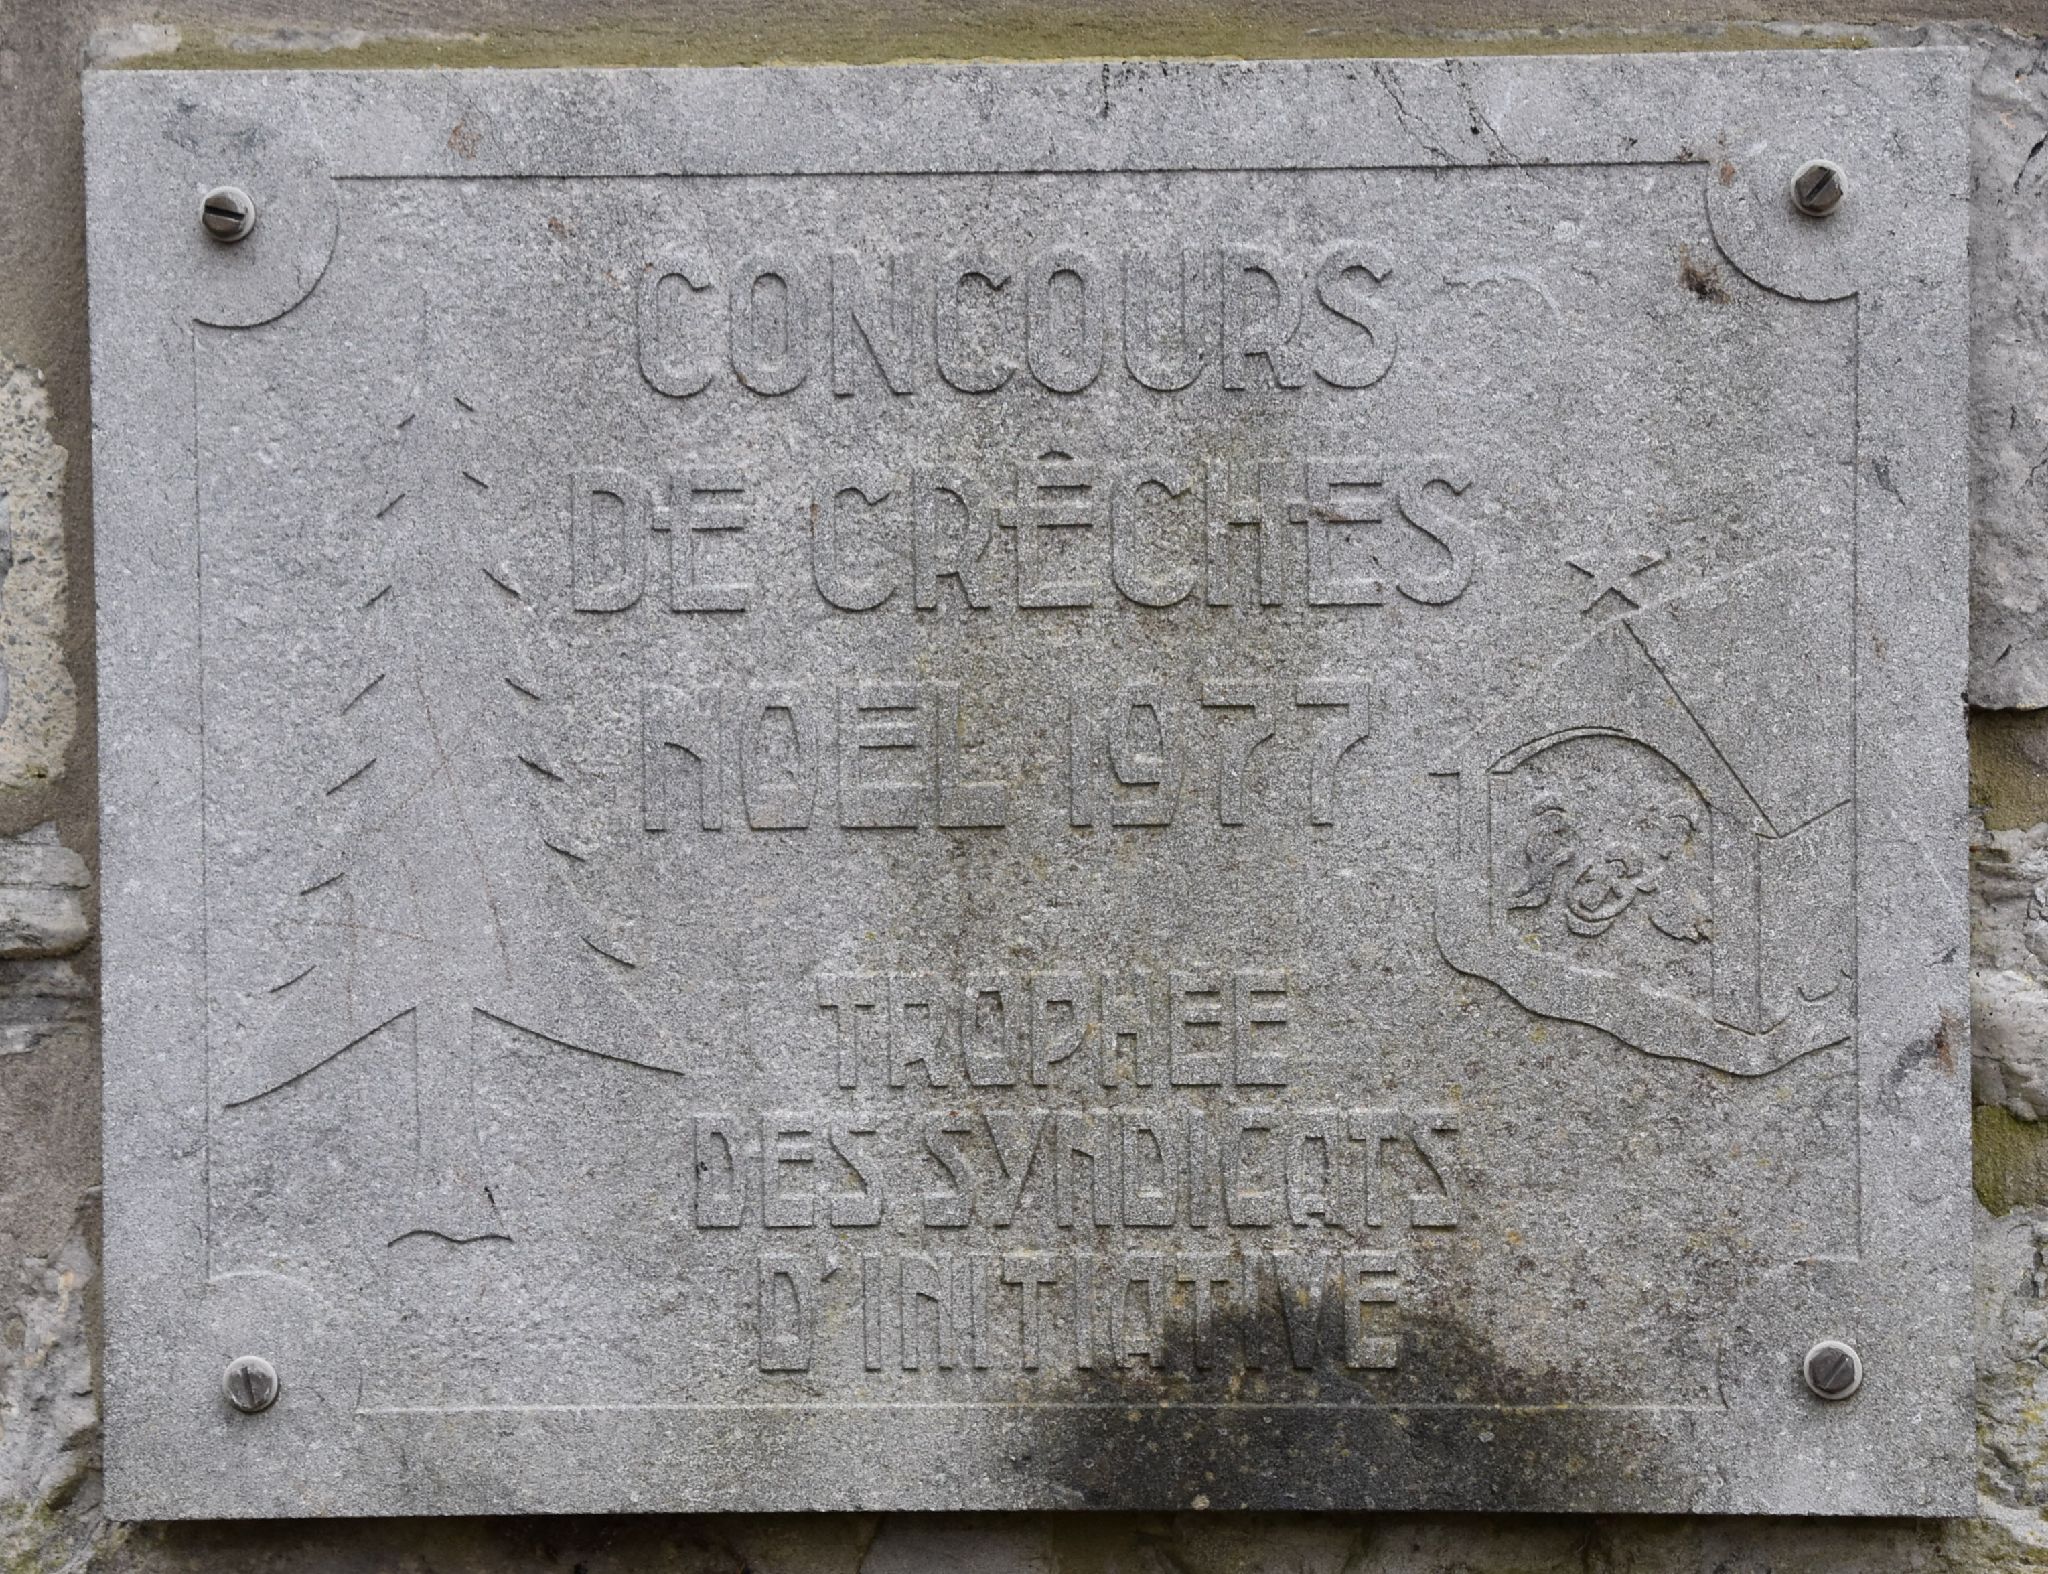 CONCOURS
DE CRÊCHES
NOEL 1977
TROPHEE
DES SYNDICATS
D'INITIATIVE